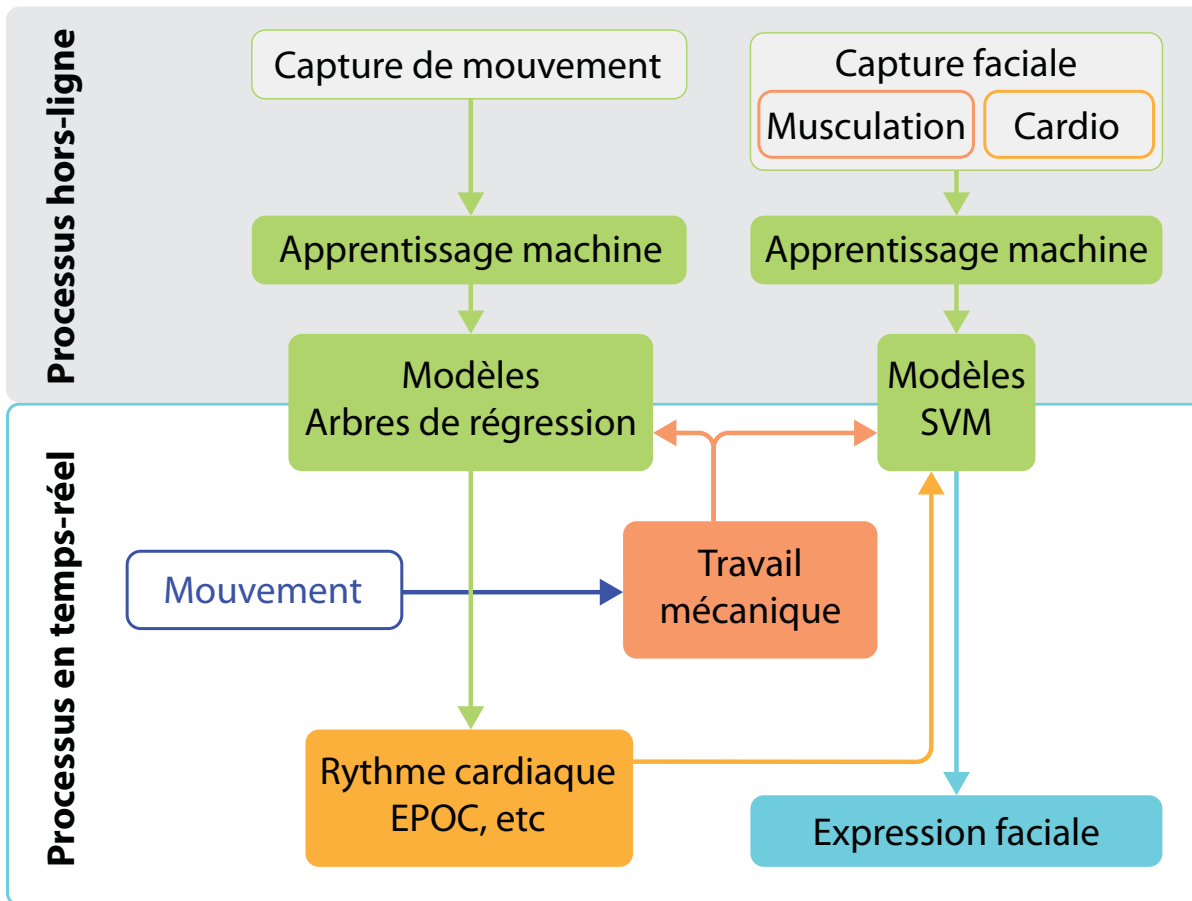 Processus hors-ligne
Capture de mouvement
Capture faciale
Musculation
Cardio
Apprentissage machine
Apprentissage machine
Modèles
Arbres de régression
Modèles
SVM
Processus en temps-réel
Mouvement
Travail
mécanique
Rythme cardiaque
EPOC, etc
Expression faciale